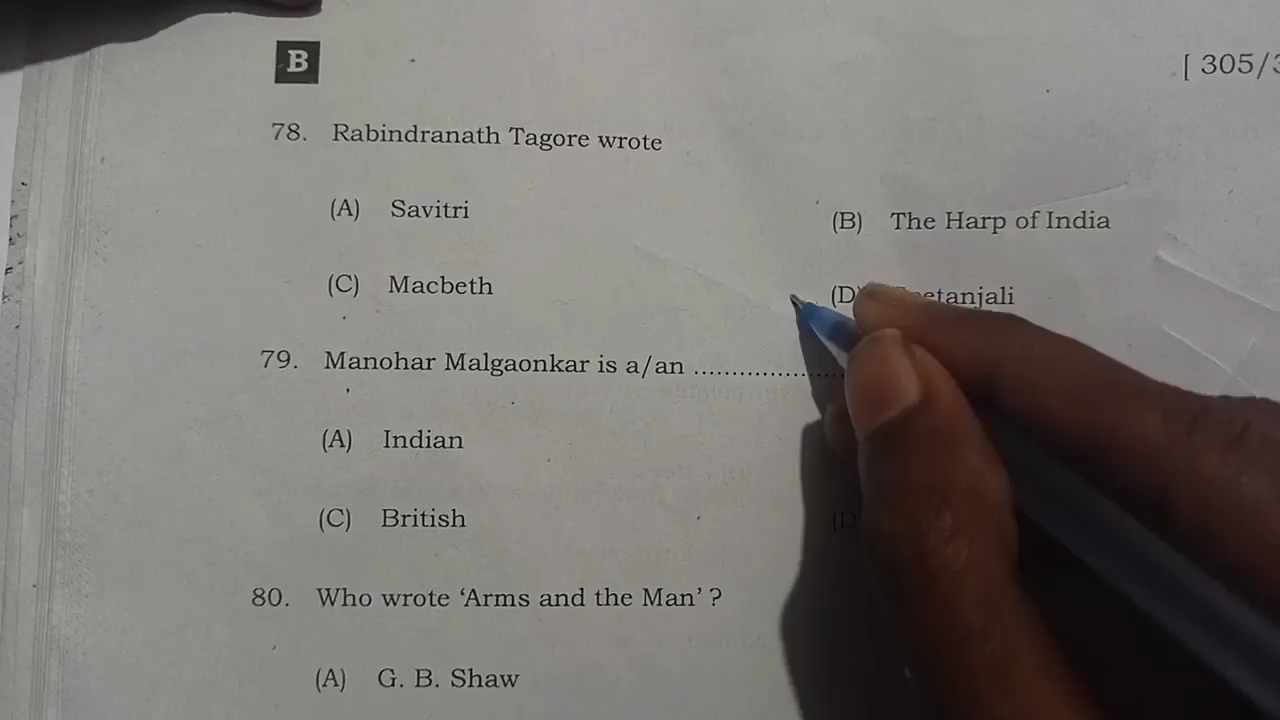 B
[ 305/3
78. Rabindranath Tagore wrote
(A) Savitri
(B) The Harp of India
(C) Macbeth
(D)
79. Manohar Malgaonkar is a/an ....................
(A) Indian
(C) British
(D
80. Who wrote ‘Arms and the Man’ ?
(A) G. B. Shaw